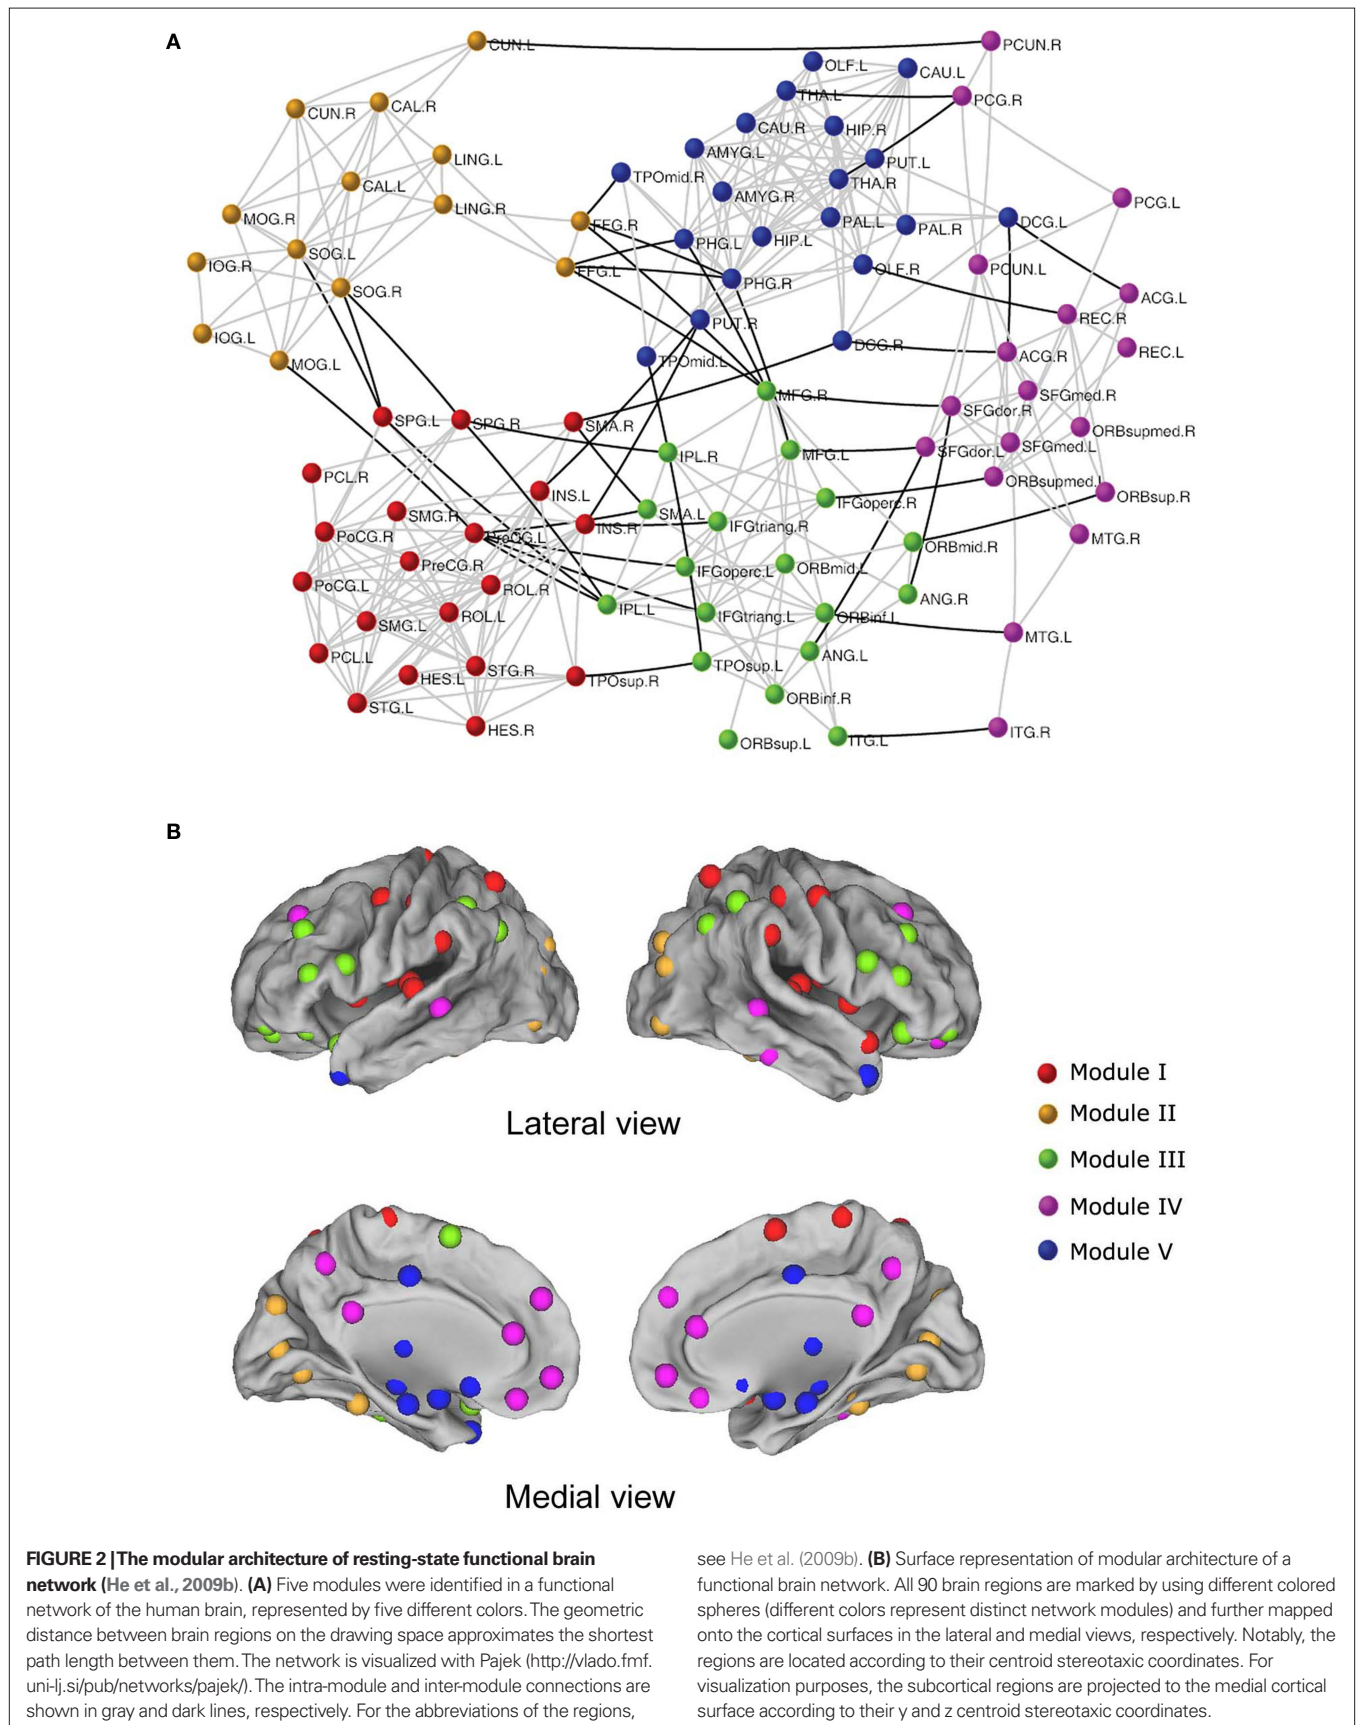 A
CUN.L
PCUN.R
OLF.L
CAU.L
THA.L
PCG.R
CUN.R
CAL.R
CAU.R
HIP.R
LING.L
AMYG.L
PUT.L
TPOmid.R
THA.R
CAL.L
AMYG.R
PCG.L
LING.R
MOG.R
FFG.R
PAL.L
PAL.R
DCG.L
PHG.L
HIP.L
SOG.L
IOG.R
FFG.L
OLF.R
PCUN.L
PHG.R
SOG.R
ACG.L
REC.R
PUT.R
IOG.L
DCG.R
REC.L
MOG.L
TPOmid.L
ACG.R
MFG.R
SFGmed.R
SFGdor.R
SPG.L
SPG.R
SMA.R
ORBsupmed.R
SFGmed.L
IPL.R
MFG.L
SFGdor.L
PCL.R
ORBsupmed.L
INS.L
IFGoperc.R
ORBsup.R
SMG.R
SMA.L
IFGtriang.R
INS.R
PoCG.R
PreCG.L
MTG.R
ORBmid.R
PreCG.R
IFGoperc.L
ORBmid.L
PoCG.L
ROL.R
ANG.R
IPL.L
ROL.L
IFGtriang.L
ORBinf.L
SMG.L
MTG.L
PCL.L
ANG.L
STG.R
TPOsup.L
HES.L
TPOsup.R
ORBinf.R
STG.L
HES.R
ITG.R
ORBsup.L
ITG.L
B
Lateral view
Module I
Module II
Module III
Module IV
Module V
Medial view
FIGURE 2 | The modular architecture of resting-state functional brain
network (He et al., 2009b). (A) Five modules were identified in a functional
network of the human brain, represented by five different colors. The geometric
distance between brain regions on the drawing space approximates the shortest
path length between them. The network is visualized with Pajek (http://vlado.fmf.
uni-lj.si/pub/networks/pajek/). The intra-module and inter-module connections are
shown in gray and dark lines, respectively. For the abbreviations of the regions,
see He et al. (2009b). (B) Surface representation of modular architecture of a
functional brain network. All 90 brain regions are marked by using different colored
spheres (different colors represent distinct network modules) and further mapped
onto the cortical surfaces in the lateral and medial views, respectively. Notably, the
regions are located according to their centroid stereotaxic coordinates. For
visualization purposes, the subcortical regions are projected to the medial cortical
surface according to their y and z centroid stereotaxic coordinates.